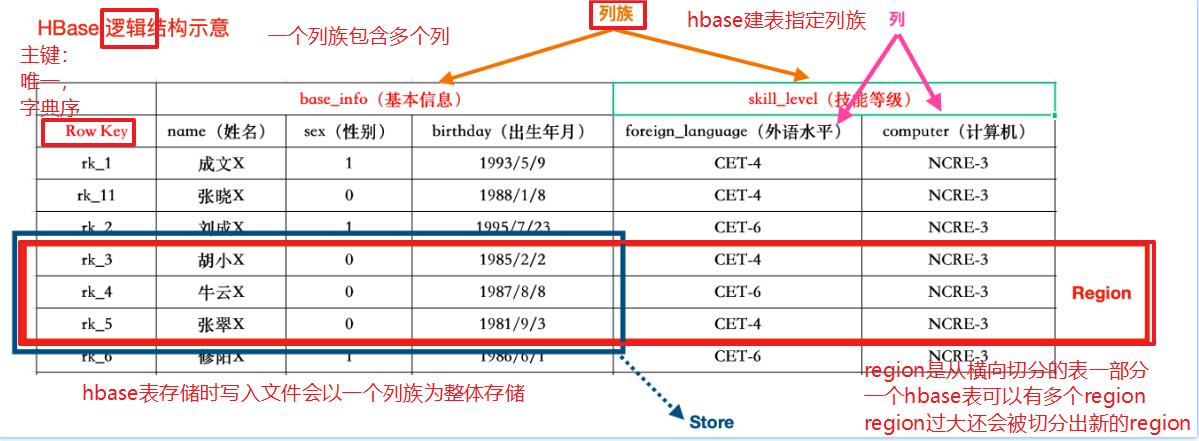 HBase 逻辑结构示意
一个列族包含多个列
列族
hbase建表指定列族
列
主键：
唯一，
字典序
base_info（基本信息） skill_level（技能等级）
Row Key name（姓名） sex（性别） birthday（出生年月） foreign_language（外语水平） computer（计算机）
rk_1 成文X 1 1993/5/9 CET-4 NCRE-3
rk_11 张晓X 0 1988/1/8 CET-4 NCRE-3
rk_2 刘成X 1 1995/7/23 CET-6 NCRE-3
rk_3 胡小X 0 1985/2/2 CET-4 NCRE-3
rk_4 牛云X 0 1987/8/8 CET-6 NCRE-3
rk_5 张翠X 0 1981/9/3 CET-4 NCRE-3
rk_6 修阳X 1 1986/6/1 CET-6 NCRE-3
Region
hbase表存储时写入文件会以一个列族为整体存储
Store
region是从横向切分的表一部分
一个hbase表可以有多个region
region过大还会被切分出新的region